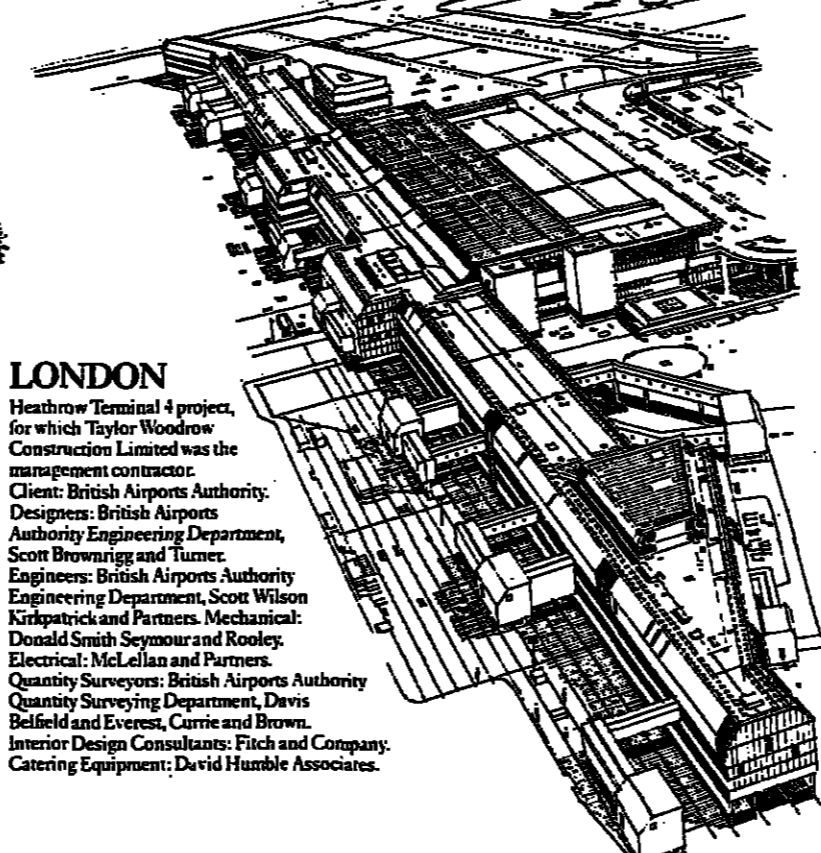 LONDON
Heathrow Terminal 4 project,
for which Taylor Woodrow
Construction Limited was the
management contractor.
Client: British Airports Authority.
Designers: British Airports
Authority Engineering Department,
Scott Brownrigg and Turner.
Engineers: British Airports Authority
Engineering Department, Scott Wilson
Kirkpatrick and Partners. Mechanical:
Donald Smith Seymour and Rooley.
Electrical: McLellan and Partners.
Quantity Surveyors: British Airports Authority
Quantity Surveying Department, Davis
Belfield and Everest, Currie and Brown.
Interior Design Consultants: Fitch and Company.
Catering Equipment: David Humble Associates.